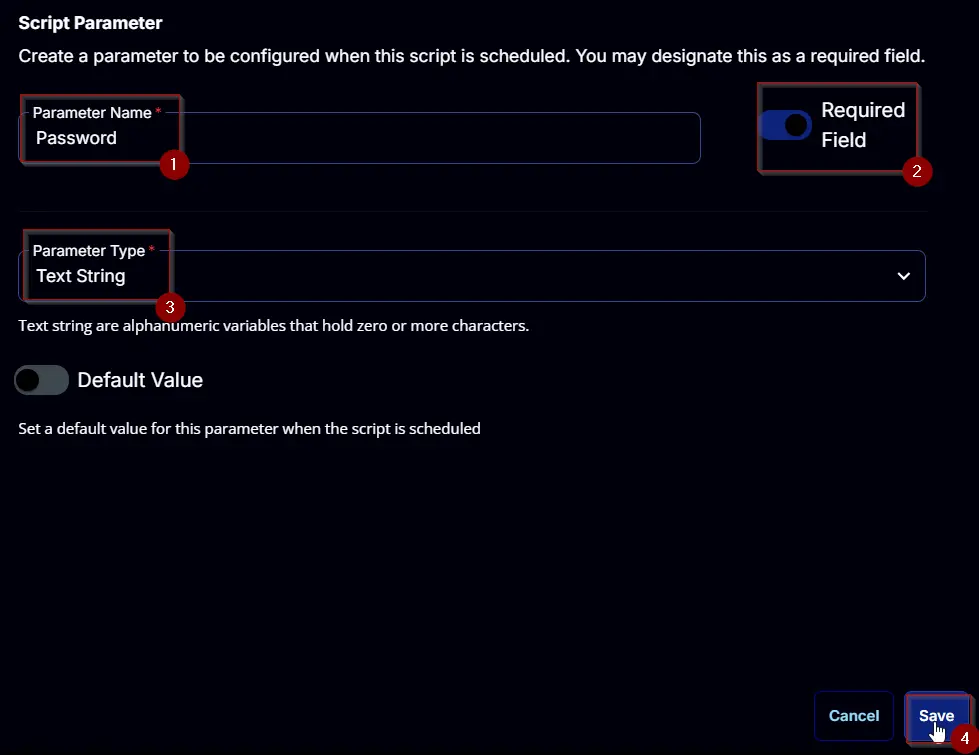 Script Parameter
Create a parameter to be configured when this script is scheduled. You may designate this as a required field.
Parameter Name *
Password
1
Required
Field
2
Parameter Type *
Text String
3
Text string are alphanumeric variables that hold zero or more characters.
Default Value
Set a default value for this parameter when the script is scheduled
Cancel
Save
4